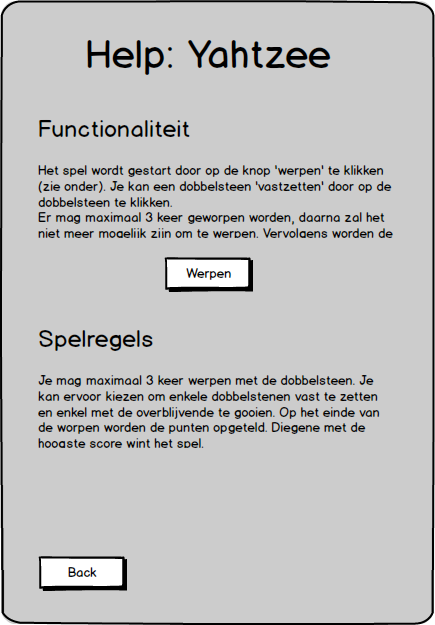 Help: Yahtzee
Functionaliteit
Het spel wordt gestart door op de knop 'werpen' te klikken
(zie onder). Je kan een dobbelsteen 'vastzetten' door op de
dobbelsteen te klikken.
Er mag maximaal 3 keer geworpen worden, daarna zal het
niet meer mogelijk zijn om te werpen. Vervolgens worden de
Werpen
Spelregels
Je mag maximaal 3 keer werpen met de dobbelsteen. Je
kan ervoor kiezen om enkele dobbelstenen vast te zetten
en enkel met de overblijvende te gooien. Op het einde van
de worpen worden de punten opgeteld. Diegene met de
hoogste score wint het spel.
Back